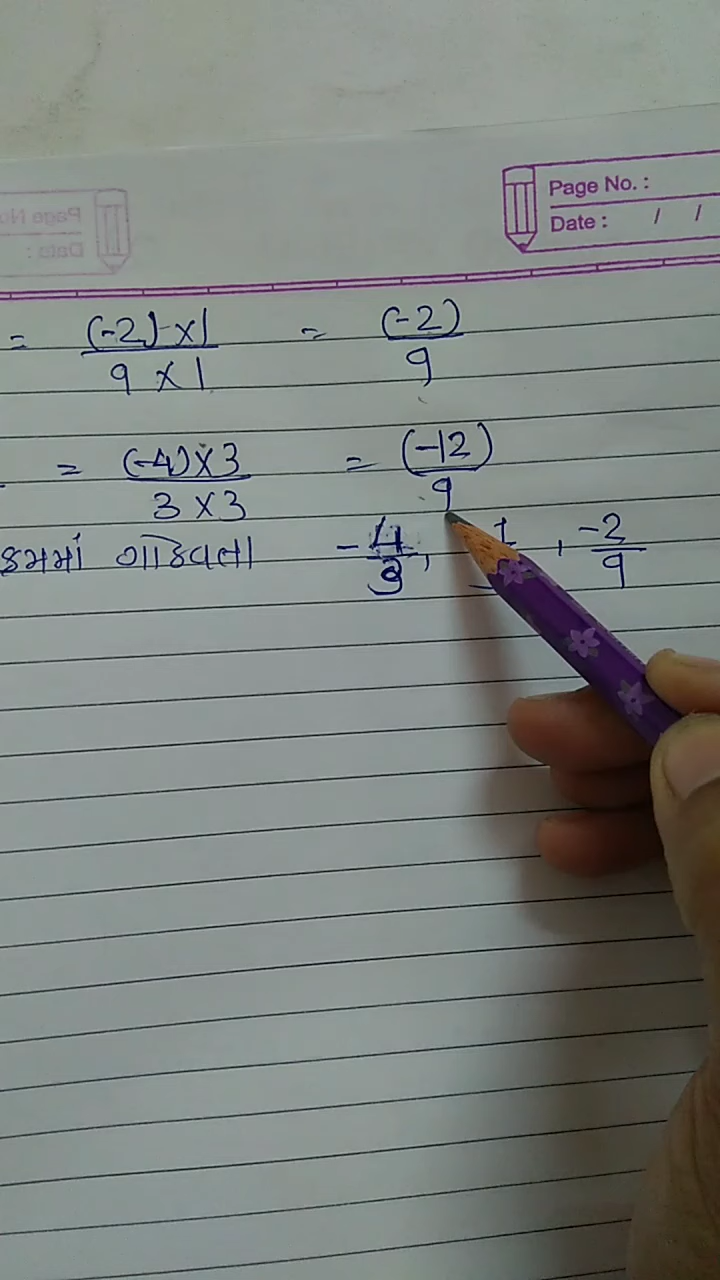 Page No. :
Date : / /
= (-2) x 1 / 9 x 1 = (-2) / 9
= (-4) x 3 / 3 x 3 = (-12) / 9
ક્રમમાં ગોઠવતા -4/3, 1 , -2/9